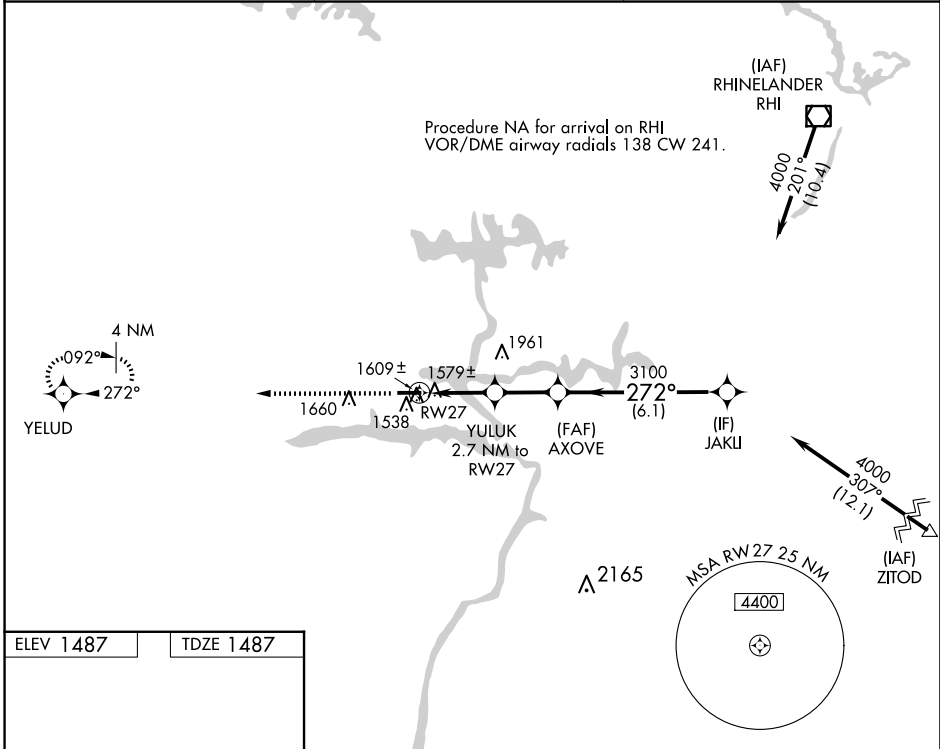 (IAF)
RHINELANDER
RHI
Procedure NA for arrival on RHI
VOR/DME airway radials 138 CW 241.
4000
201°
(10.4)
4 NM
092°
272°
YELUD
1961
1609±
1579±
1660
1538
RW27
YULUK
2.7 NM to
RW27
(FAF)
AXOVE
3100
272°
(6.1)
(IF)
JAKLI
4000
307°
(12.1)
(IAF)
ZITOD
2165
MSA RW 27 25 NM
4400
ELEV 1487
TDZE 1487